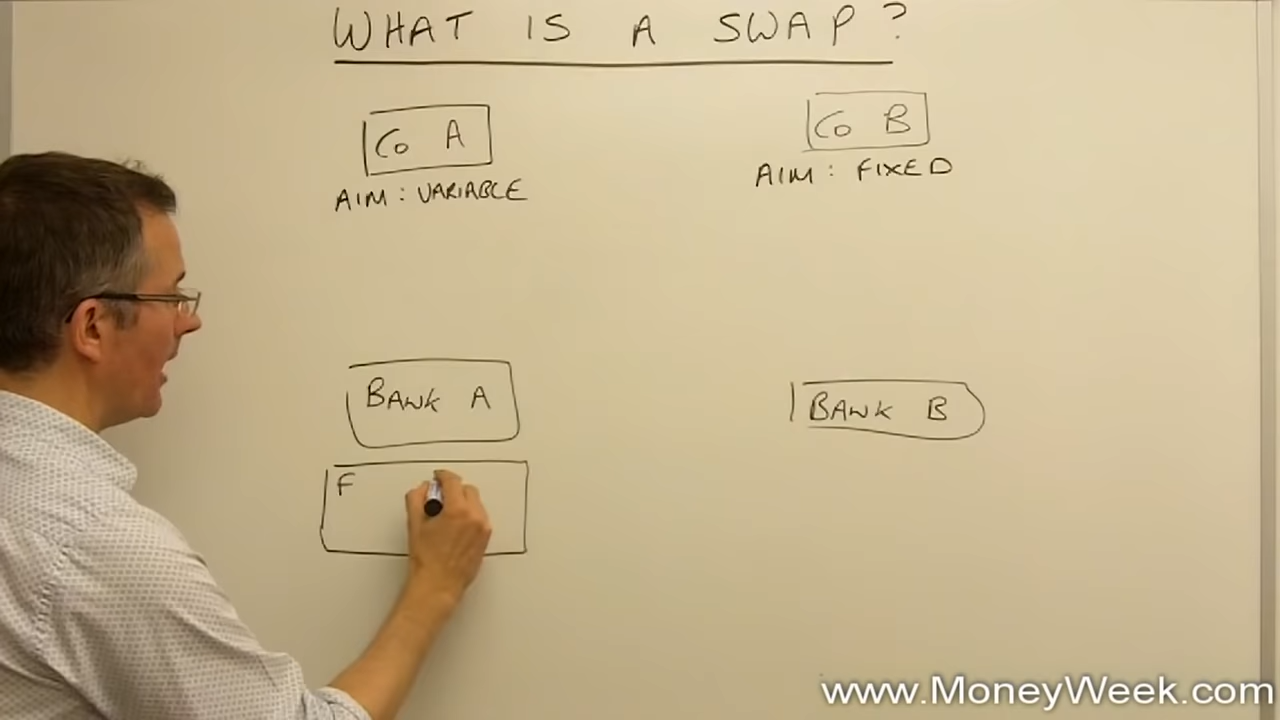 WHAT IS A SWAP?
Co A
Co B
AIM: VARIABLE
AIM: FIXED
BANK A
BANK B
F
www.MoneyWeek.com